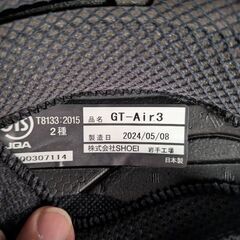 JIS
T8133:2015
2種
JQA
00307114
品名 GT-Air3
製造日 2024/05/08
株式会社SHOEI 岩手工場
日本製